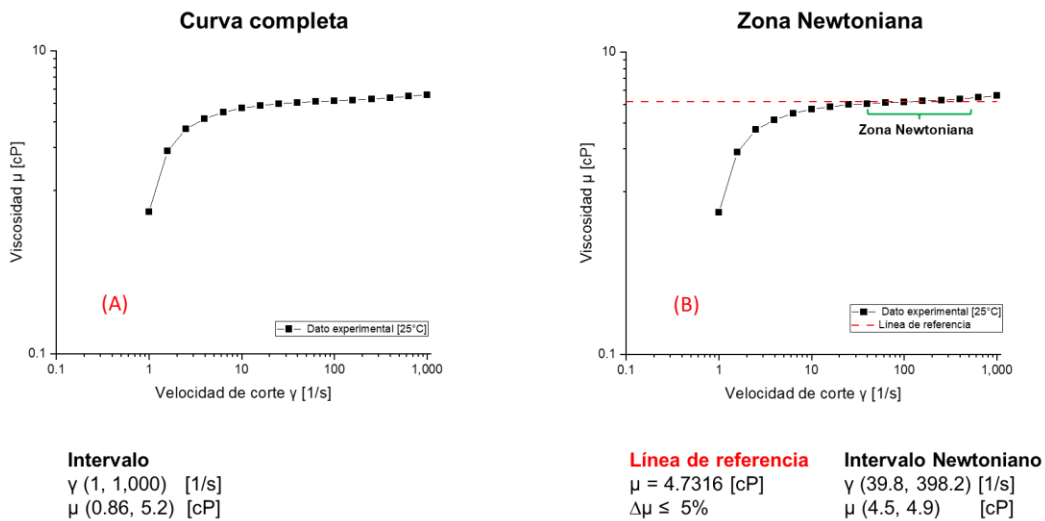 Curva completa
10
Viscosidad μ [cP]
(A)
Dato experimental [25°C]
0.1
0.1 1 10 100 1,000
Velocidad de corte γ [1/s]
Intervalo
γ (1, 1,000) [1/s]
μ (0.86, 5.2) [cP]
Zona Newtoniana
10
Viscosidad μ [cP]
Zona Newtoniana
(B)
Dato experimental [25°C]
Línea de referencia
0.1
0.1 1 10 100 1,000
Velocidad de corte γ [1/s]
Línea de referencia
μ = 4.7316 [cP]
Δμ ≤ 5%
Intervalo Newtoniano
γ (39.8, 398.2) [1/s]
μ (4.5, 4.9) [cP]